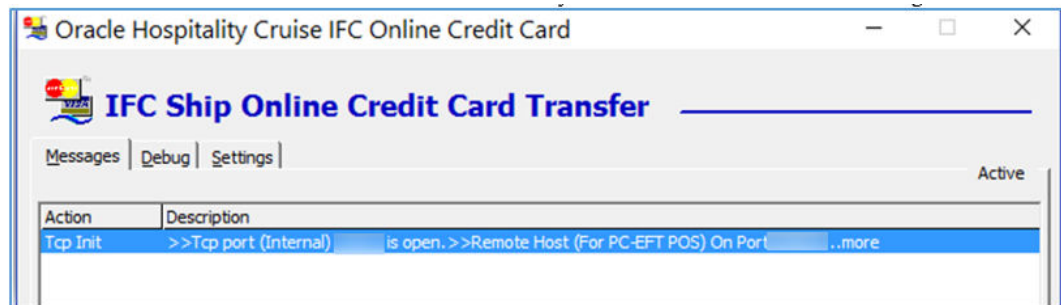 Oracle Hospitality Cruise IFC Online Credit Card
IFC Ship Online Credit Card Transfer
Messages Debug Settings
Active
Action Description
Tcp Init >>Tcp port (Internal) is open.>>Remote Host (For PC-EFT POS) On Port ..more